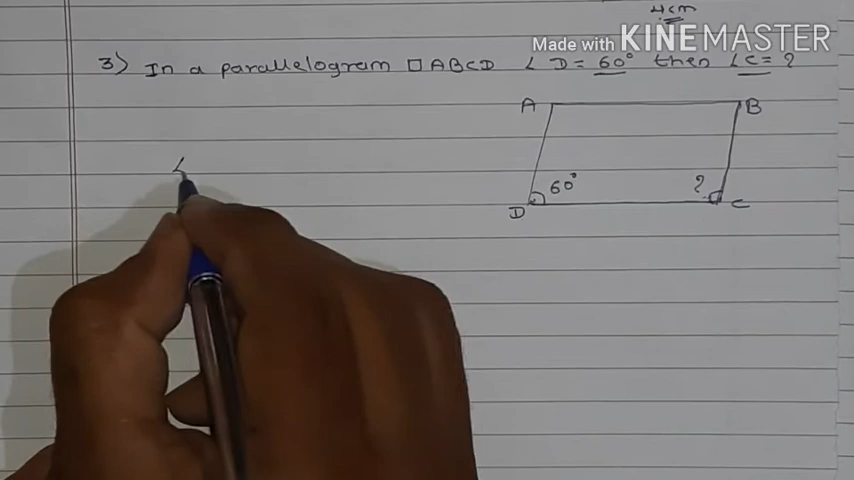 4cm
Made with KINEMASTER
3) In a parallelogram □ABCD ∠D = 60° then ∠C = ?
A B
60° ?
D C
∠